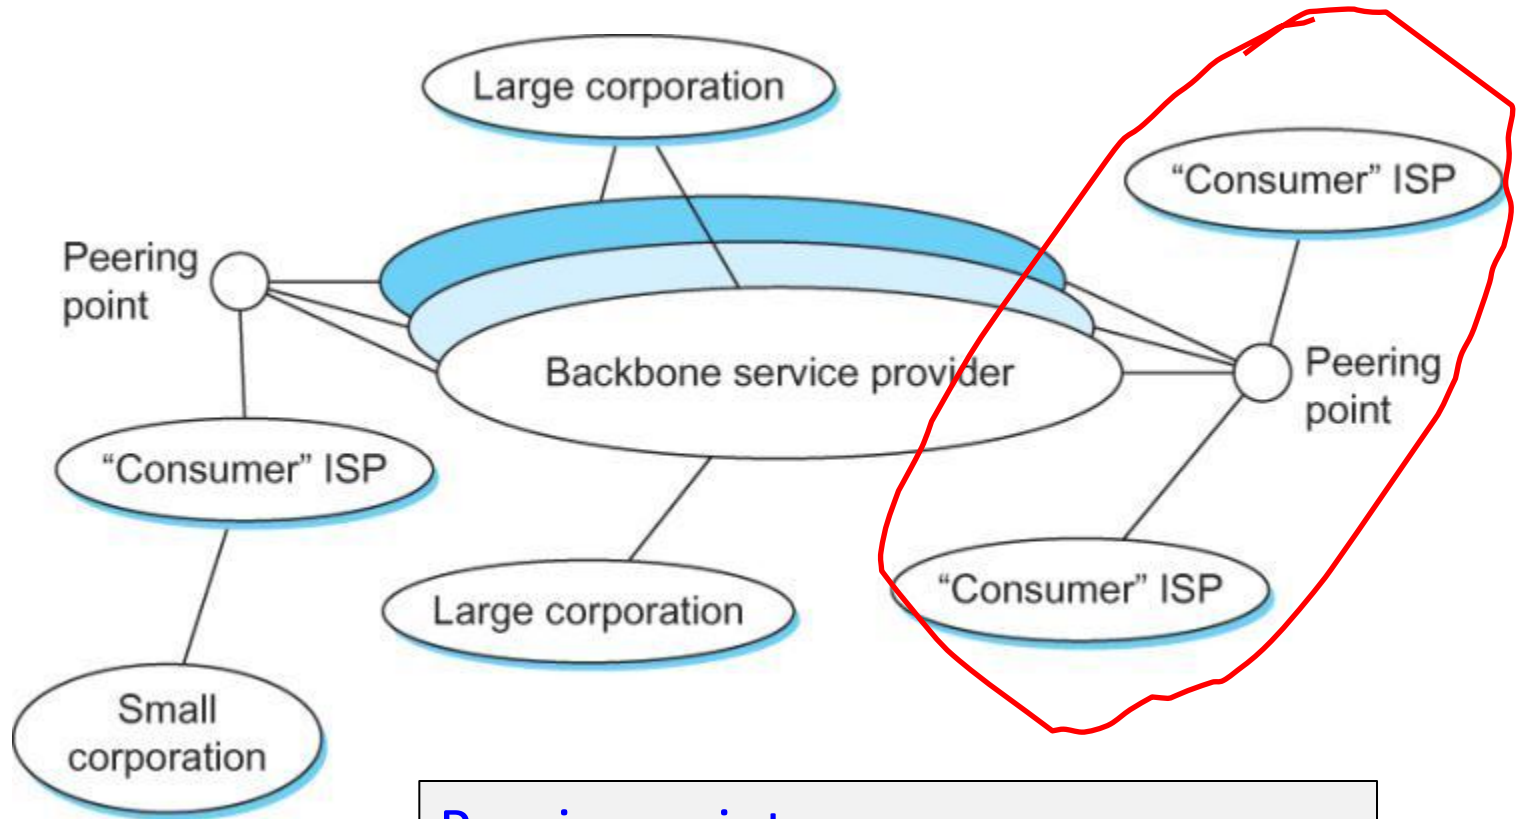 Large corporation
“Consumer” ISP
Peering
point
Backbone service provider
Peering
point
“Consumer” ISP
Large corporation
“Consumer” ISP
Small
corporation